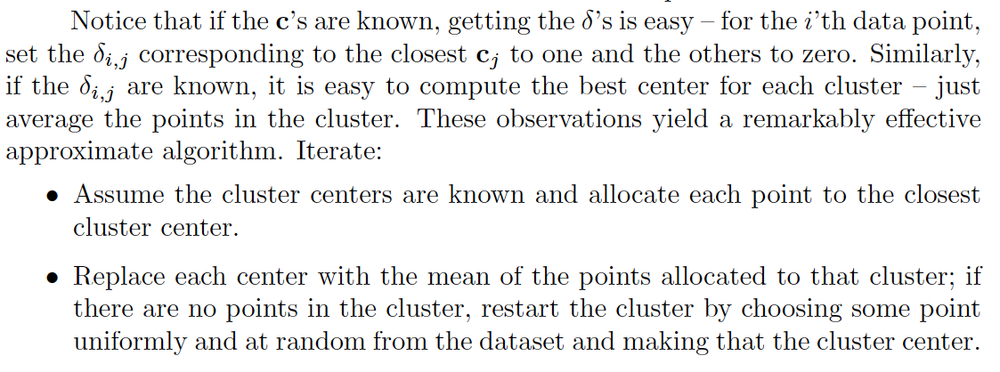 Notice that if the c's are known, getting the δ's is easy – for the i'th data point,
set the δi,j corresponding to the closest cj to one and the others to zero. Similarly,
if the δi,j are known, it is easy to compute the best center for each cluster – just
average the points in the cluster. These observations yield a remarkably effective
approximate algorithm. Iterate:
• Assume the cluster centers are known and allocate each point to the closest
cluster center.
• Replace each center with the mean of the points allocated to that cluster; if
there are no points in the cluster, restart the cluster by choosing some point
uniformly and at random from the dataset and making that the cluster center.